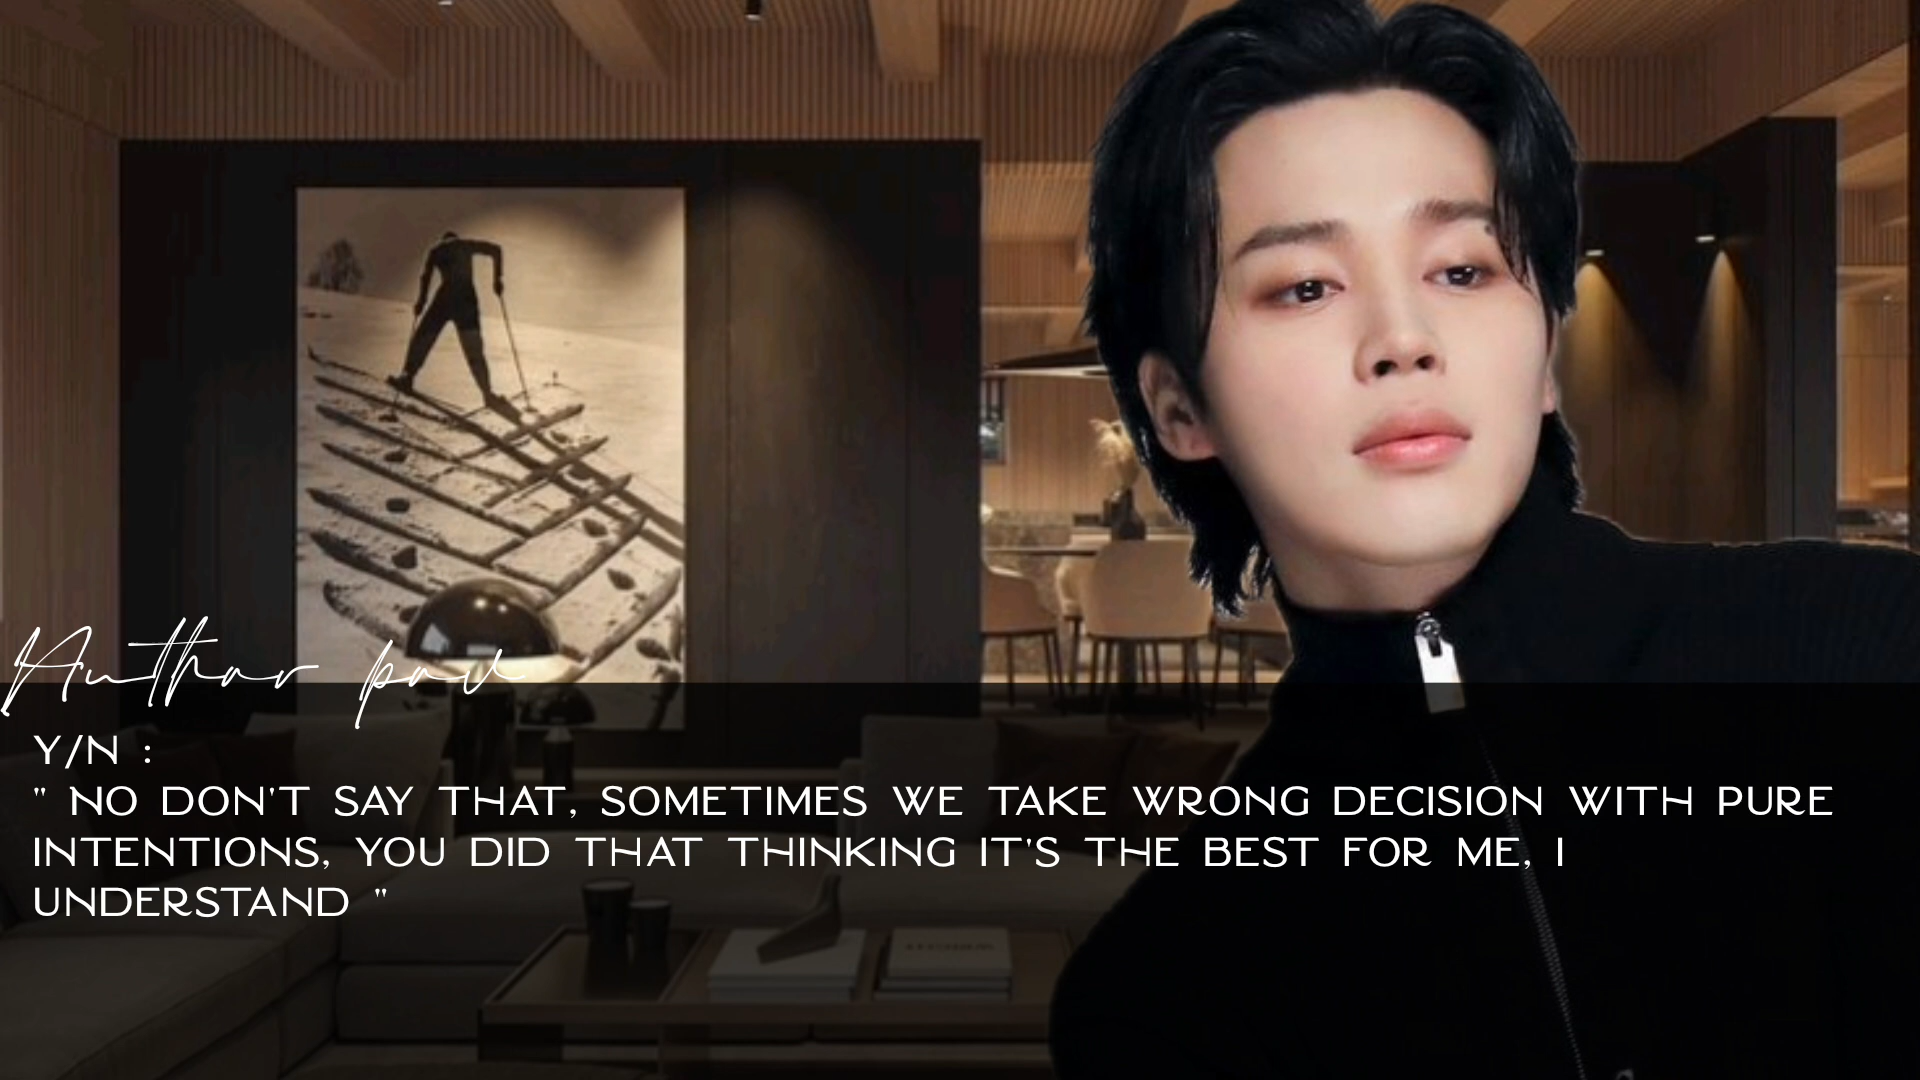 Author pov
Y/N :
" NO DON'T SAY THAT, SOMETIMES WE TAKE WRONG DECISION WITH PURE
INTENTIONS, YOU DID THAT THINKING IT'S THE BEST FOR ME, I
UNDERSTAND "